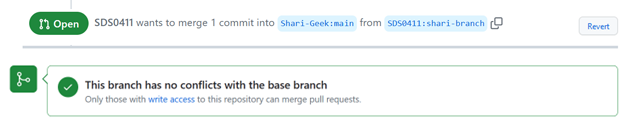 Open SDS0411 wants to merge 1 commit into Shari-Geek:main from SDS0411:shari-branch Revert
This branch has no conflicts with the base branch
Only those with write access to this repository can merge pull requests.